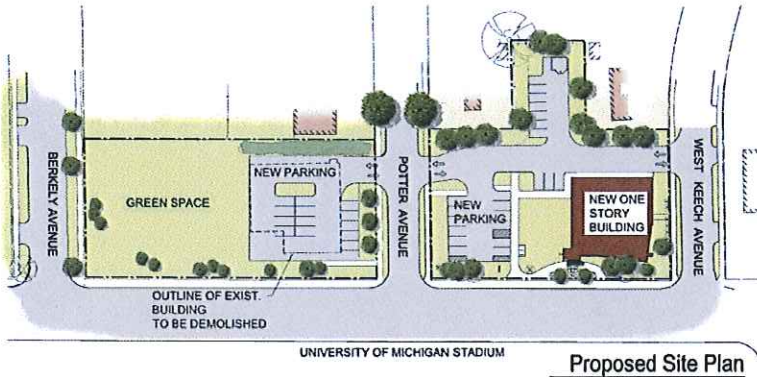 BERKELY AVENUE
GREEN SPACE
NEW PARKING
POTTER AVENUE
NEW
PARKING
NEW ONE
STORY
BUILDING
WEST KEECH AVENUE
OUTLINE OF EXIST.
BUILDING
TO BE DEMOLISHED
UNIVERSITY OF MICHIGAN STADIUM
Proposed Site Plan